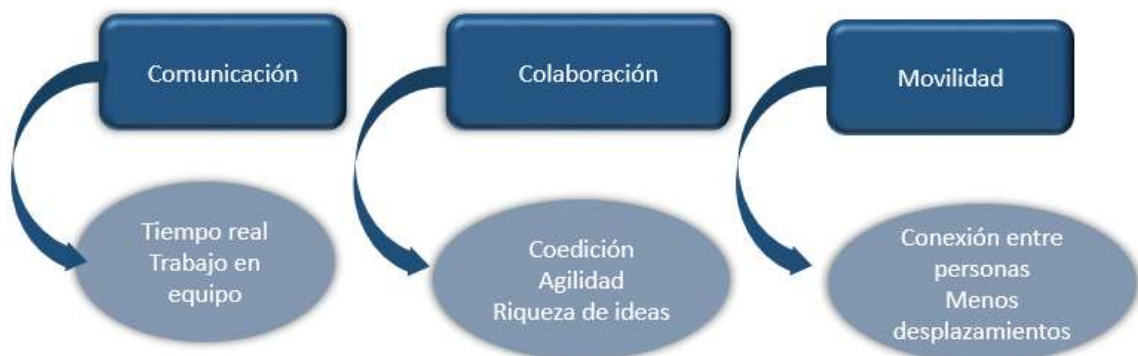 Comunicación
Colaboración
Movilidad
Tiempo real
Trabajo en
equipo
Coedición
Agilidad
Riqueza de ideas
Conexión entre
personas
Menos
desplazamientos